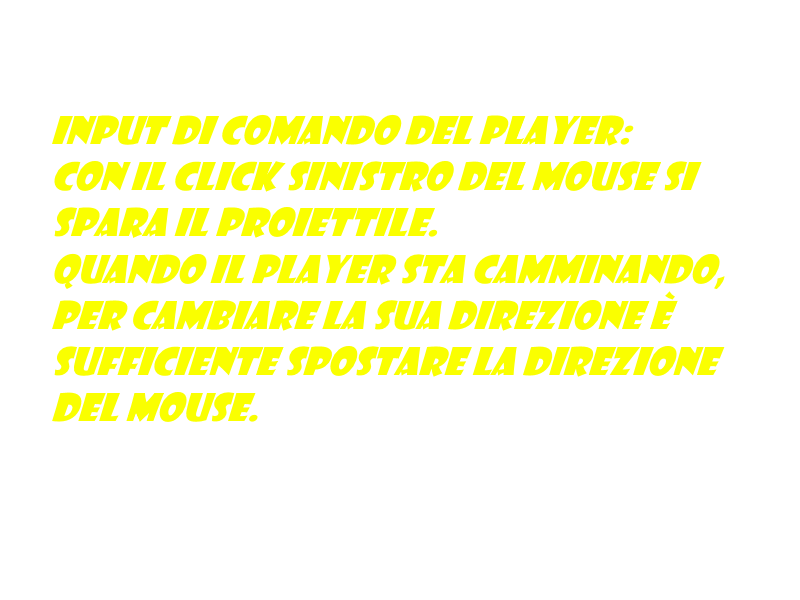 INPUT DI COMANDO DEL PLAYER:
CON IL CLICK SINISTRO DEL MOUSE SI
SPARA IL PROIETTILE.
QUANDO IL PLAYER STA CAMMINANDO,
PER CAMBIARE LA SUA DIREZIONE È
SUFFICIENTE SPOSTARE LA DIREZIONE
DEL MOUSE.